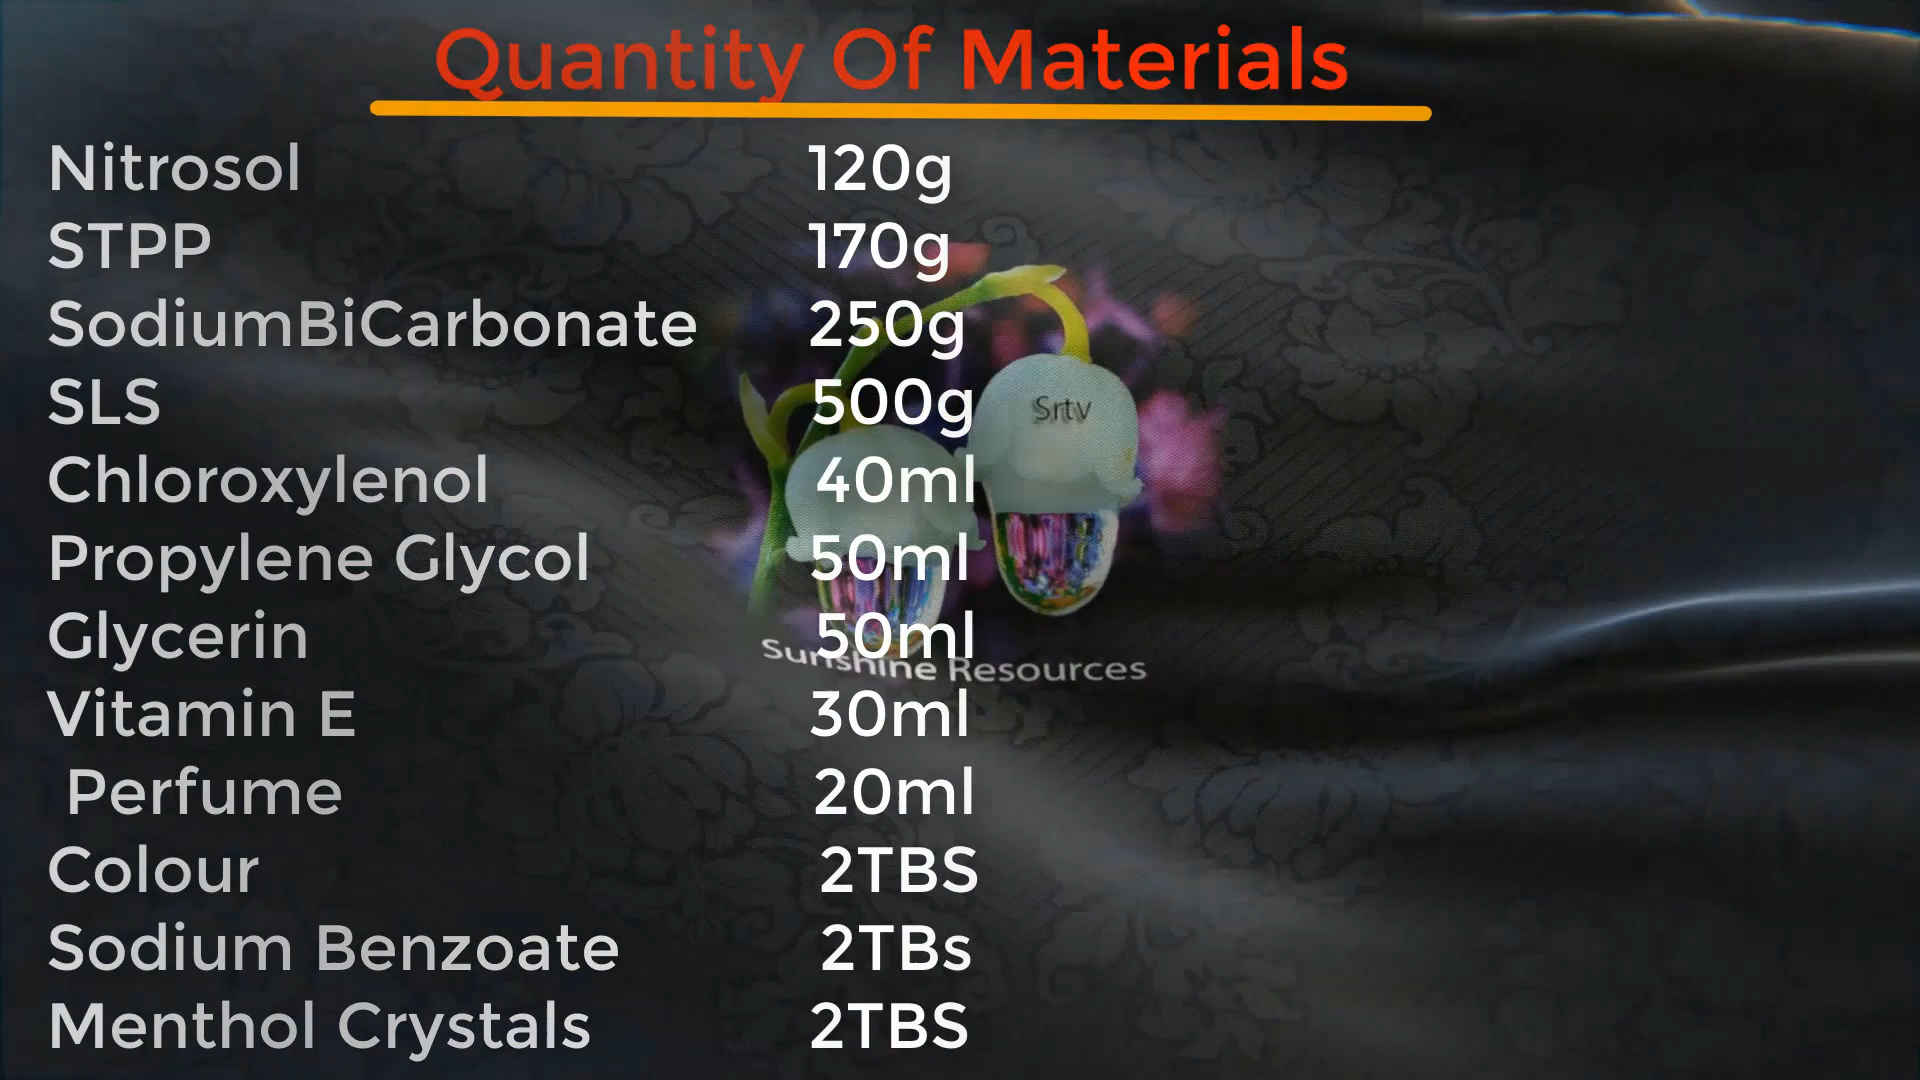 Quantity Of Materials
Nitrosol 120g
STPP 170g
SodiumBiCarbonate 250g
SLS 500g
Srtv
Chloroxylenol 40ml
Propylene Glycol 50ml
Glycerin 50ml
Sunshine Resources
Vitamin E 30ml
Perfume 20ml
Colour 2TBS
Sodium Benzoate 2TBs
Menthol Crystals 2TBS